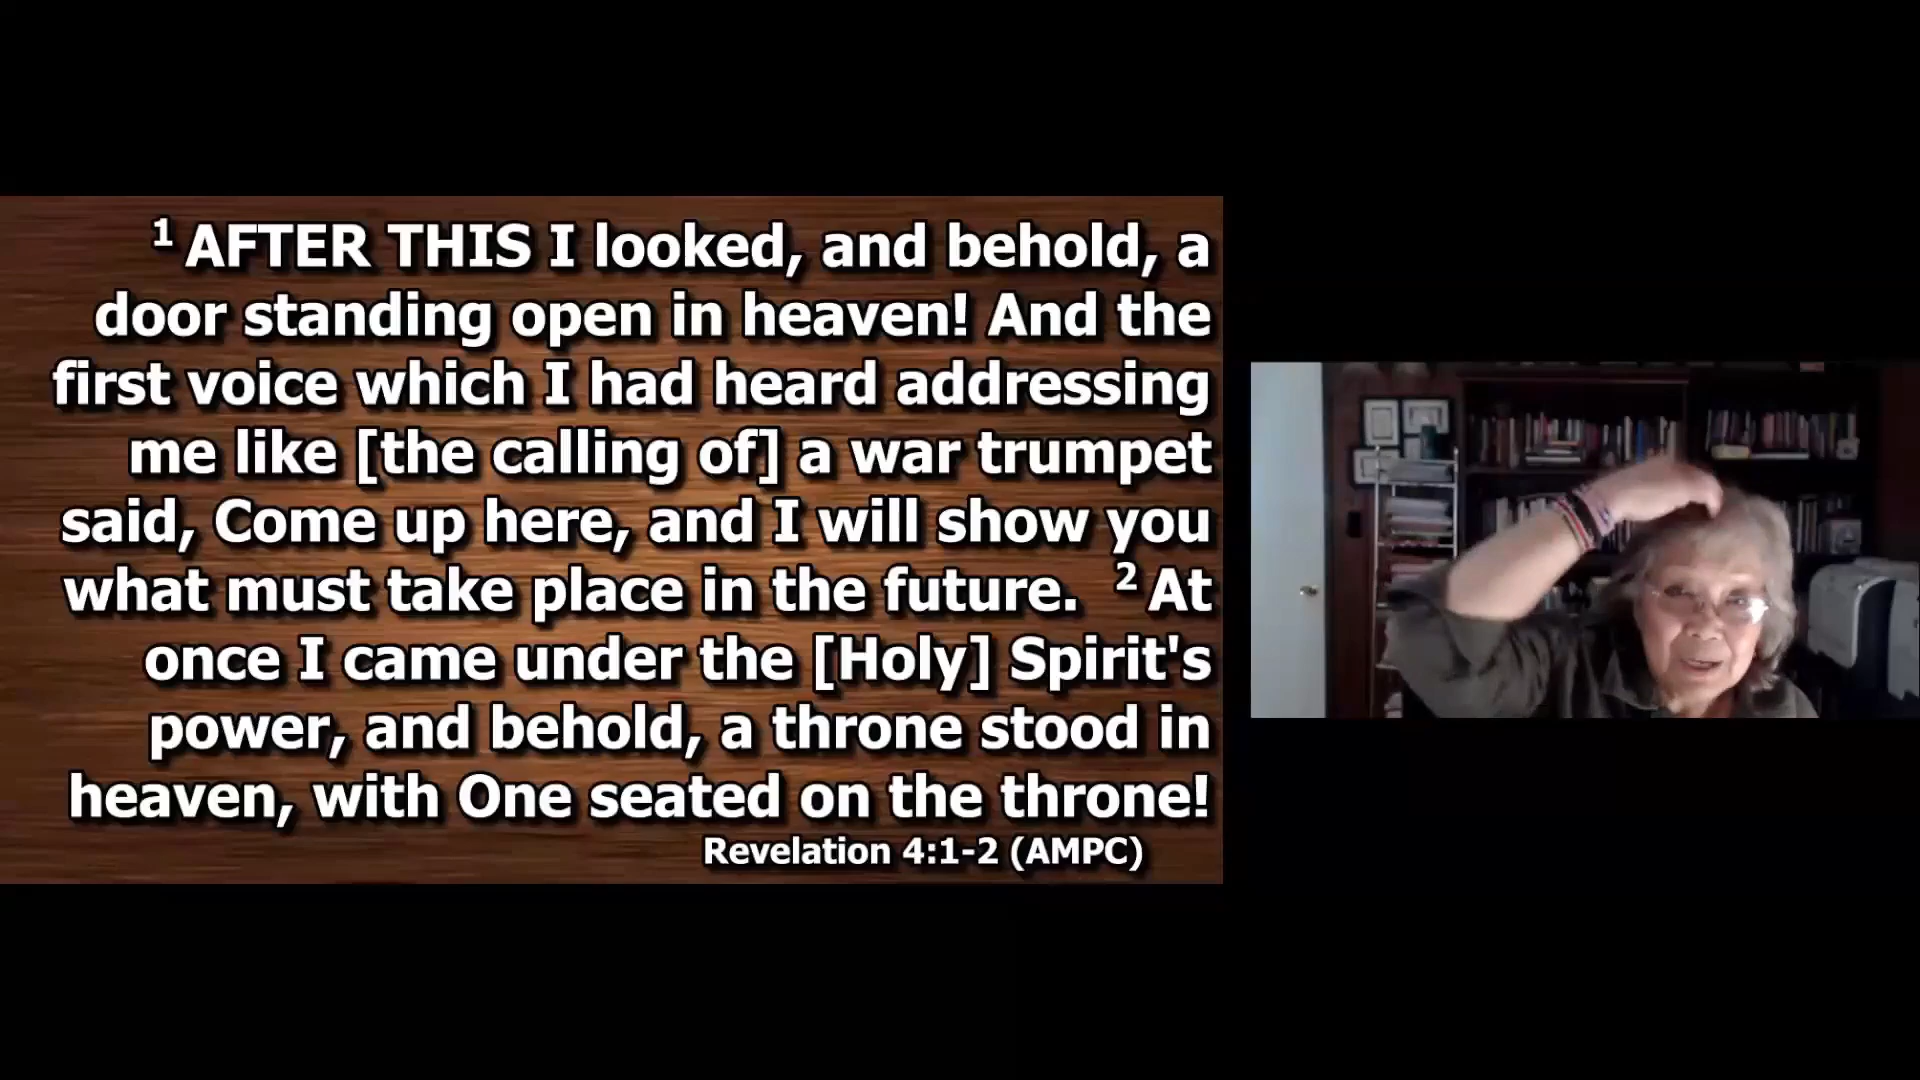 1 AFTER THIS I looked, and behold, a
door standing open in heaven! And the
first voice which I had heard addressing
me like [the calling of] a war trumpet
said, Come up here, and I will show you
what must take place in the future. 2 At
once I came under the [Holy] Spirit's
power, and behold, a throne stood in
heaven, with One seated on the throne!
Revelation 4:1-2 (AMPC)